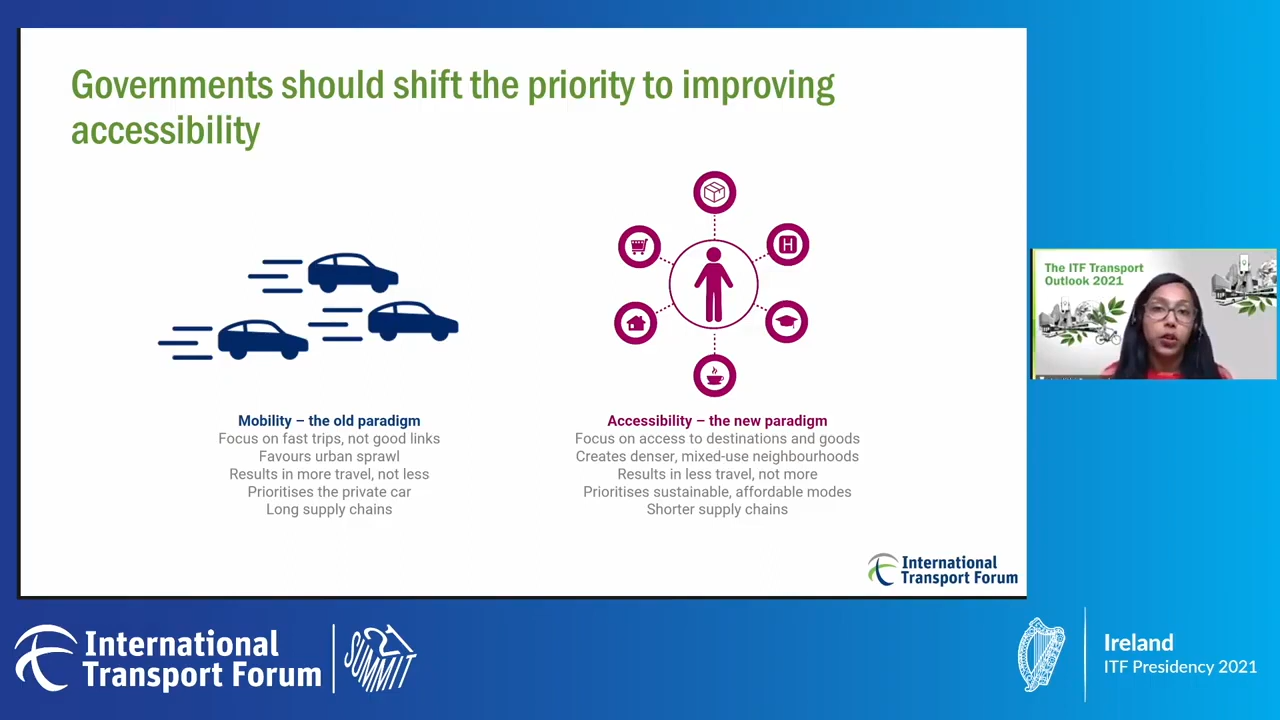 Governments should shift the priority to improving
accessibility
H
Mobility – the old paradigm
Focus on fast trips, not good links
Favours urban sprawl
Results in more travel, not less
Prioritises the private car
Long supply chains
Accessibility – the new paradigm
Focus on access to destinations and goods
Creates denser, mixed-use neighbourhoods
Results in less travel, not more
Prioritises sustainable, affordable modes
Shorter supply chains
International
Transport Forum
The ITF Transport
Outlook 2021
International
Transport Forum
21
SUMMIT
Ireland
ITF Presidency 2021